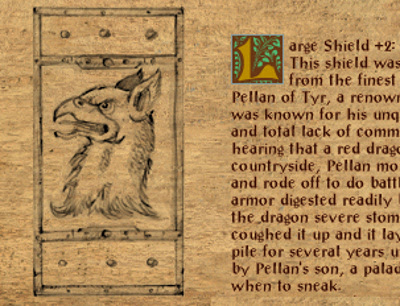 Large Shield +2:
This shield was
from the finest
Pellan of Tyr, a renown
was known for his unq
and total lack of comm
hearing that a red drago
countryside, Pellan mo
and rode off to do batt
armor digested readily
the dragon severe stom
coughed it up and it lay
pile for several years u
by Pellan's son, a palad
when to sneak.